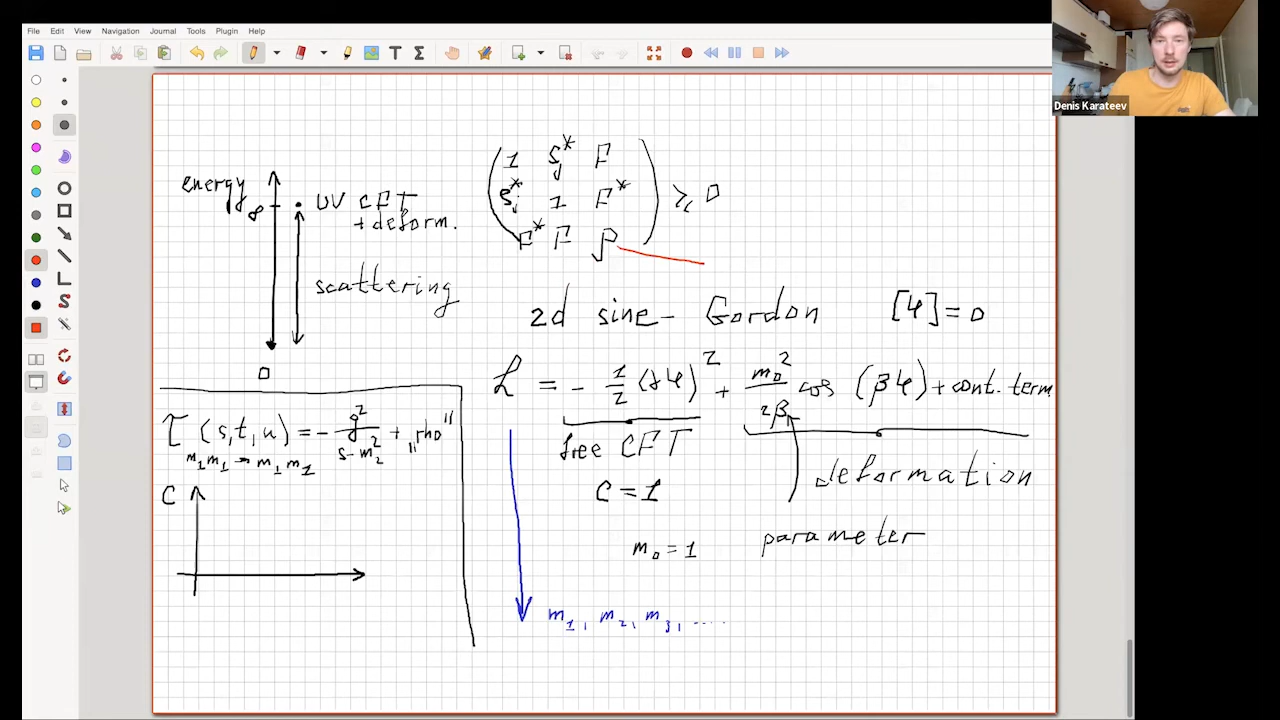 File Edit View Navigation Journal Tools Plugin Help
Denis Karateev
energy
∞ UV CFT
+ deform.
scattering
0
( 1 S* F
S* 1 F* ) ⩾ 0
F* F ρ
2d sine-Gordon [φ]=0
L = - 1/2 (∂φ)² + m₀²/2β cos (βφ) + cont. term
free CFT
deformation
C = 1
m₀ = 1
parameter
m₁, m₂, m₃, ....
T (s,t,u) = - g²/s-m₂² + "rho"
m₁m₁→m₁m₁
C